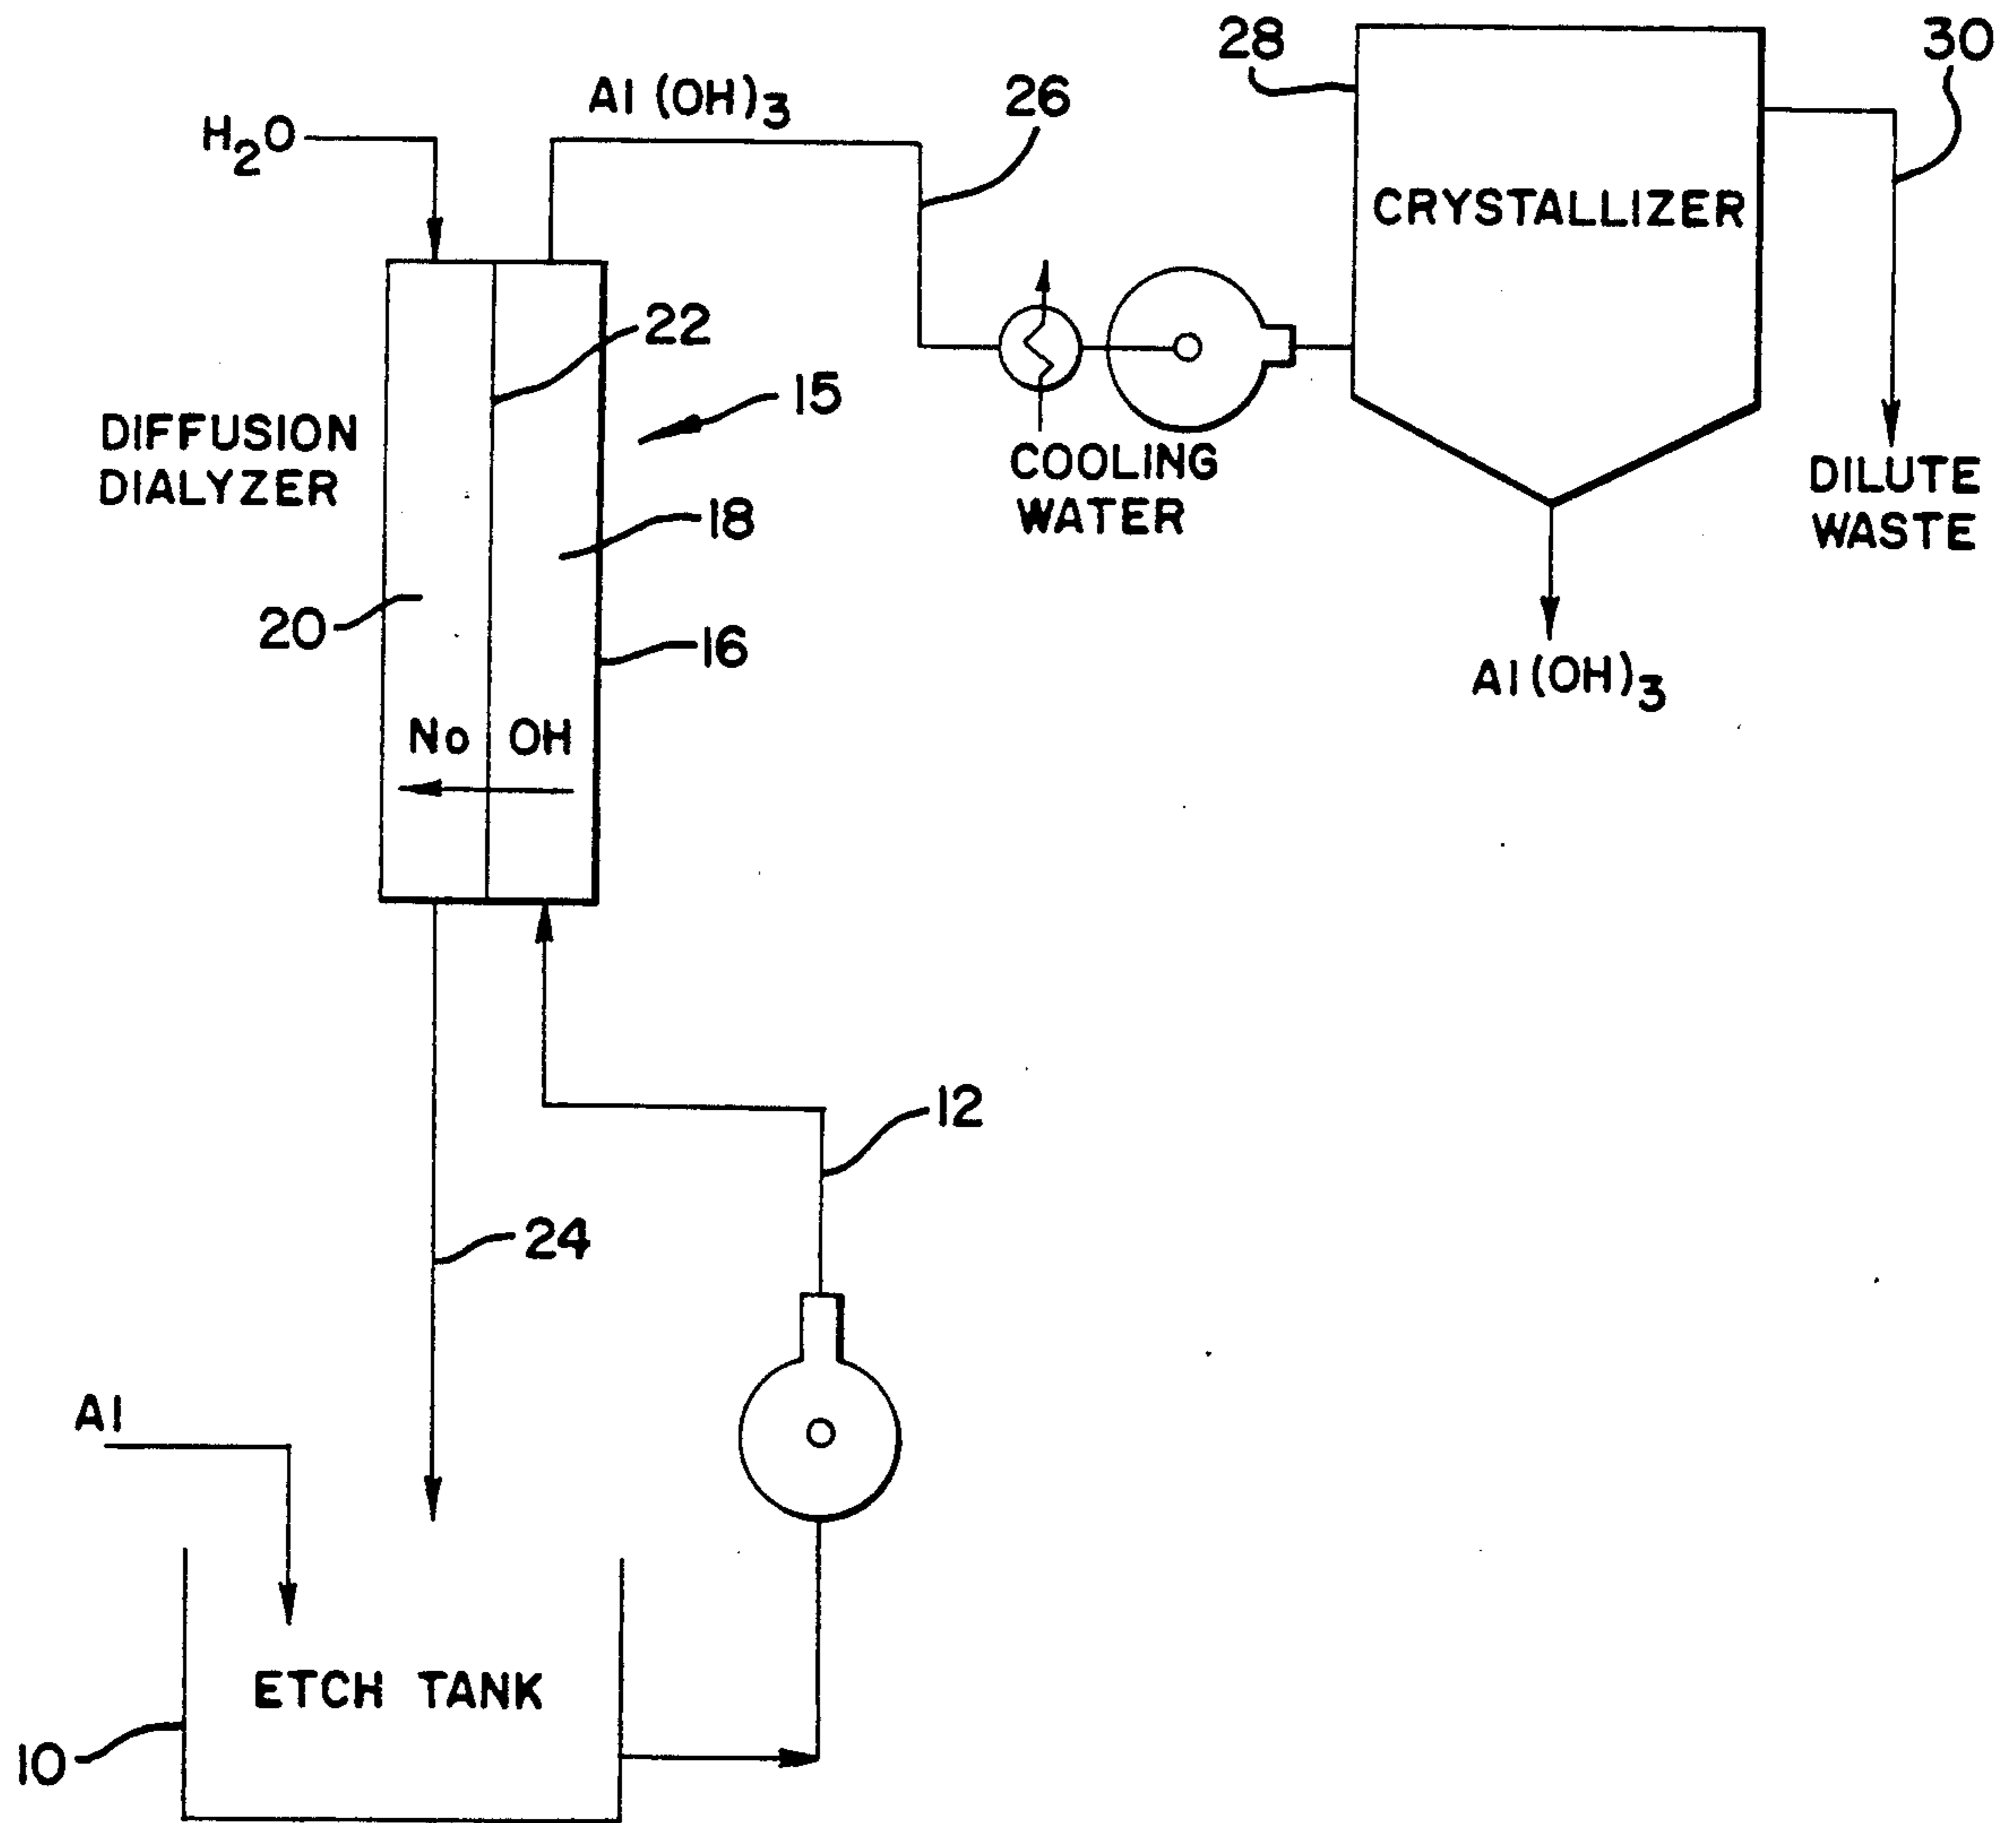 28
30
Al (OH)3
26
H2O
CRYSTALLIZER
22
15
DIFFUSION
DIALYZER
COOLING
WATER
DILUTE
WASTE
18
20
16
Al(OH)3
No OH
12
24
Al
ETCH TANK
10